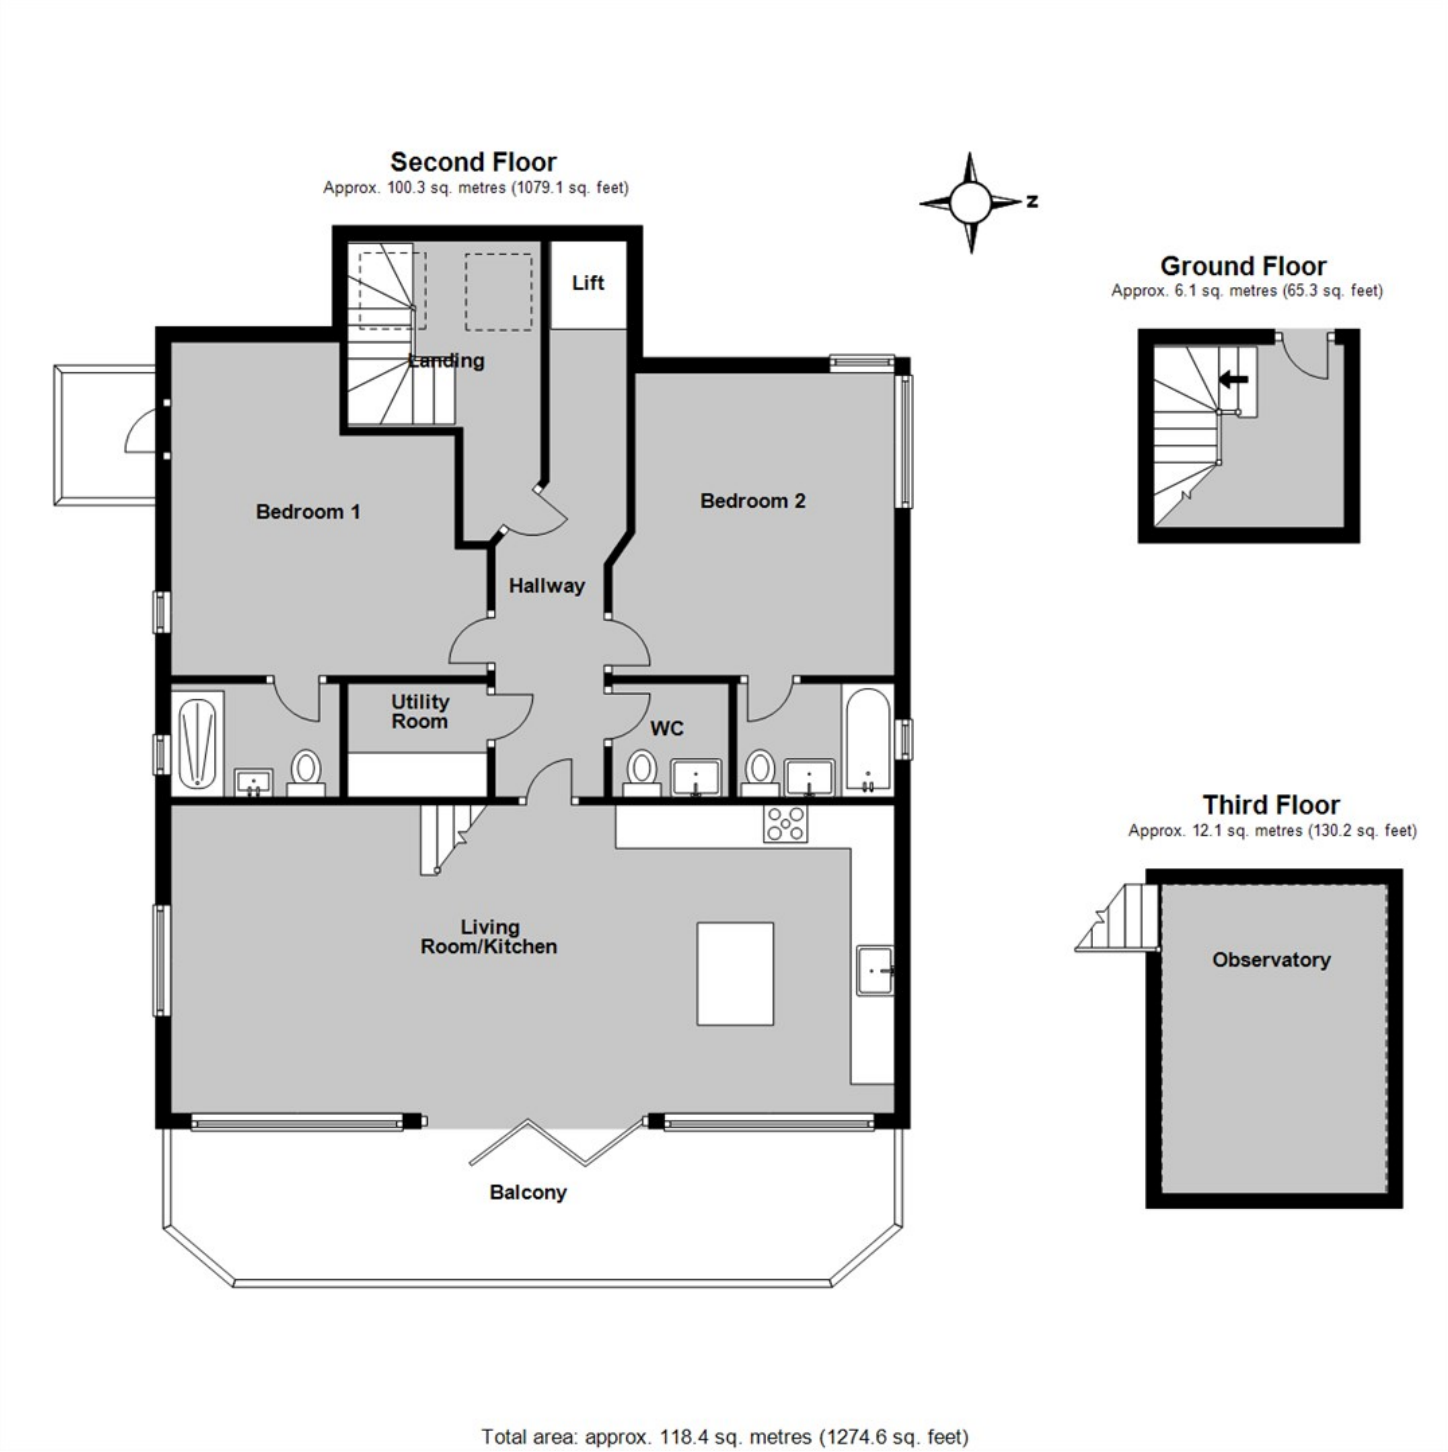 Second Floor
Approx. 100.3 sq. metres (1079.1 sq. feet)
Z
Lift
Landing
Bedroom 1
Bedroom 2
Hallway
Utility
Room
WC
Living
Room/Kitchen
Balcony
Ground Floor
Approx. 6.1 sq. metres (65.3 sq. feet)
Third Floor
Approx. 12.1 sq. metres (130.2 sq. feet)
Observatory
Total area: approx. 118.4 sq. metres (1274.6 sq. feet)